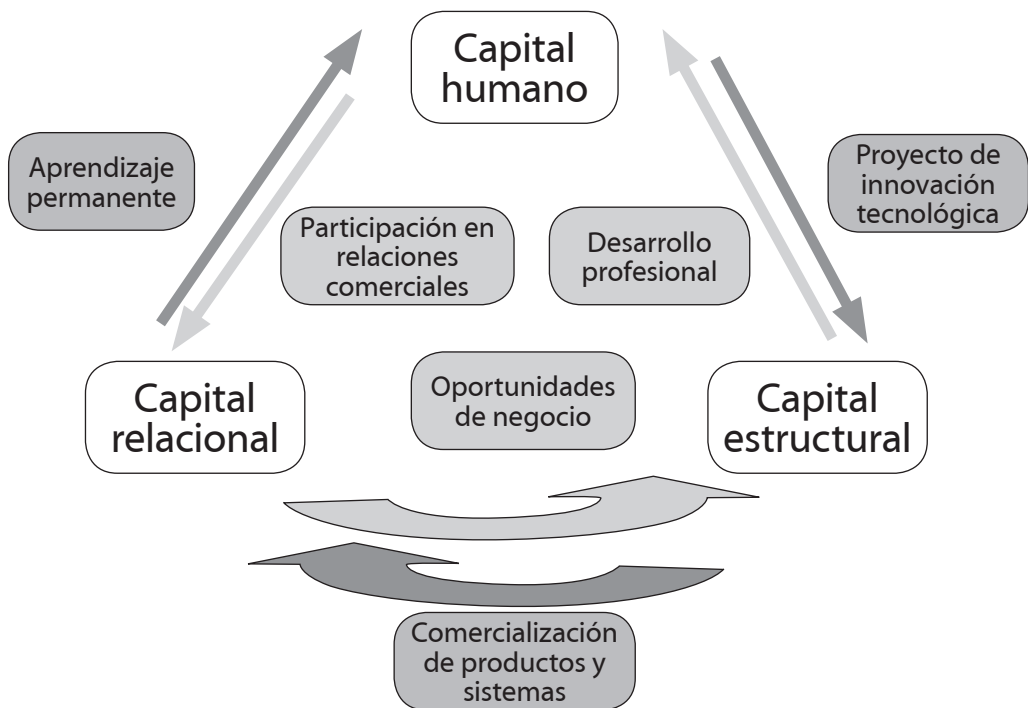 Capital
humano
Aprendizaje
permanente
Proyecto de
innovación
tecnológica
Participación en
relaciones
comerciales
Desarrollo
profesional
Capital
relacional
Oportunidades
de negocio
Capital
estructural
Comercialización
de productos y
sistemas